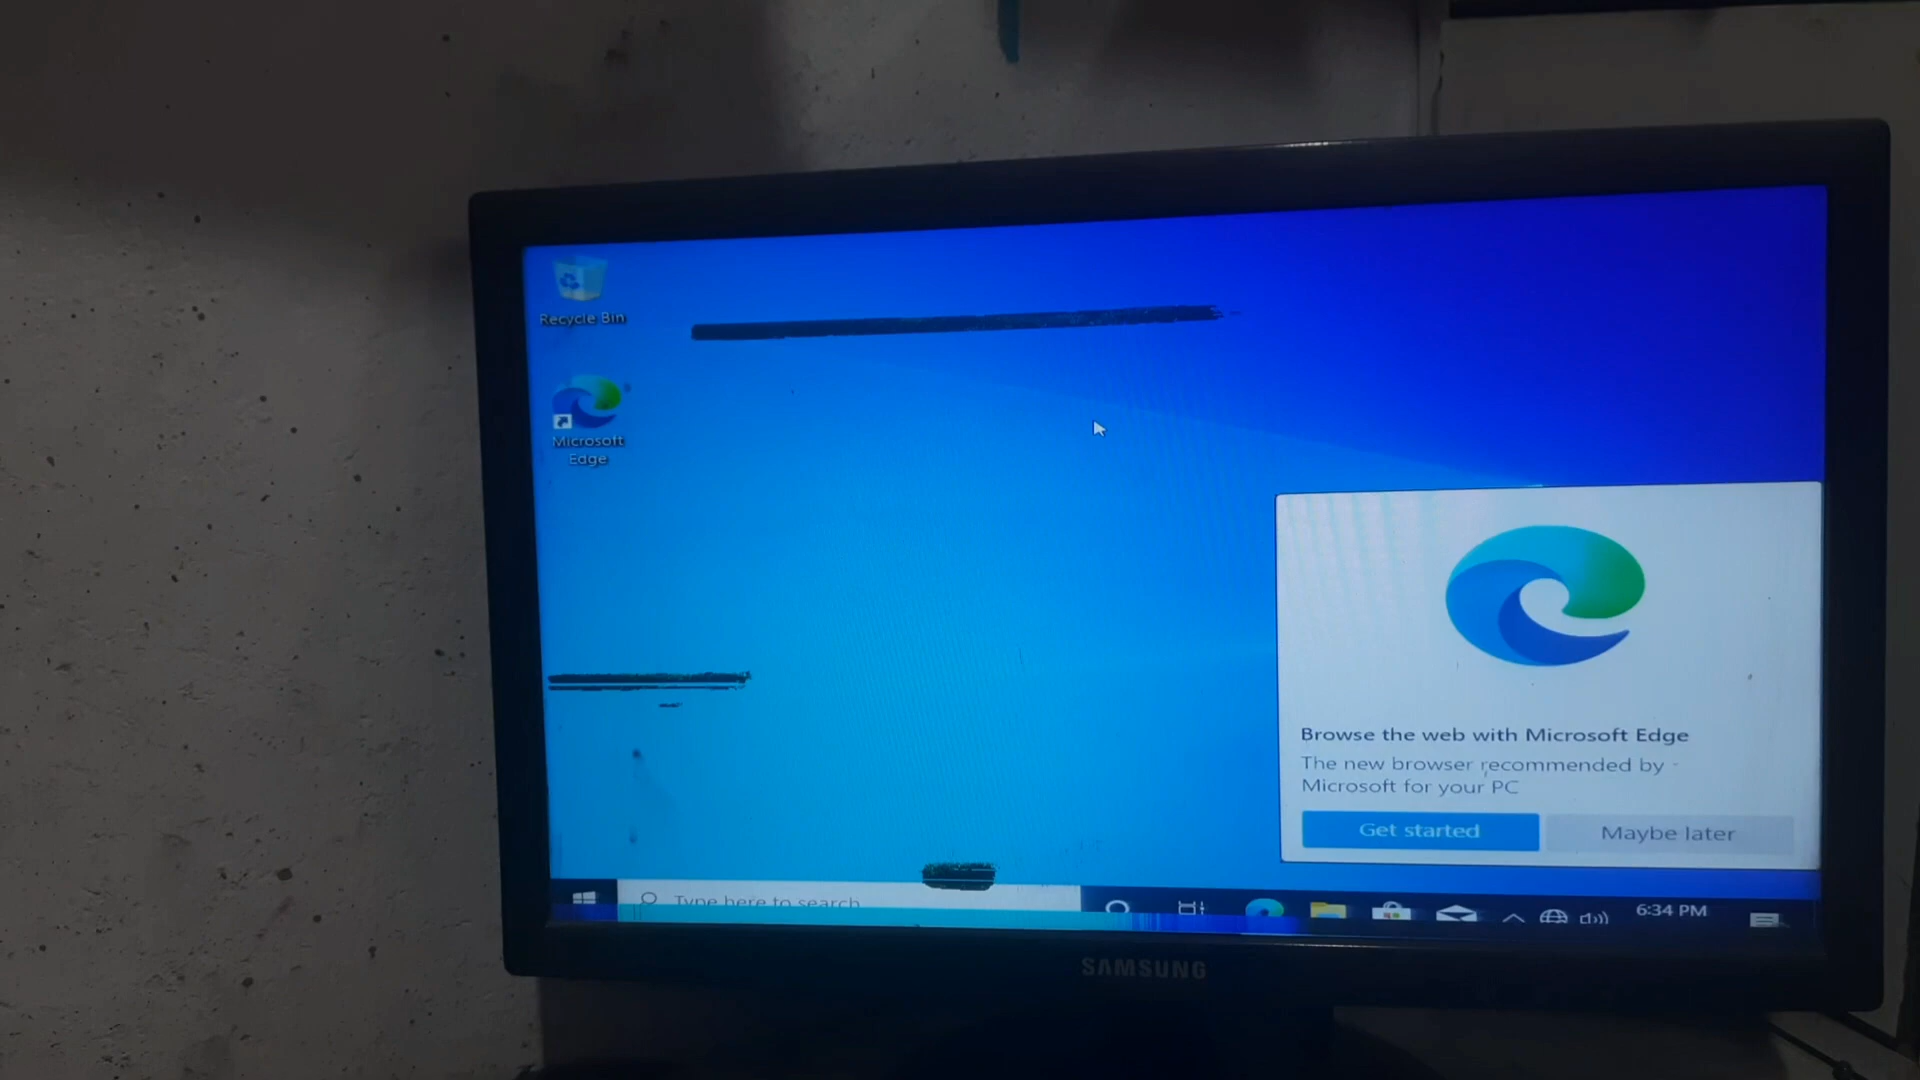 Recycle Bin
Microsoft
Edge
Browse the web with Microsoft Edge
The new browser recommended by
Microsoft for your PC
Get started
Maybe later
Type here to search
6:34 PM
SAMSUNG